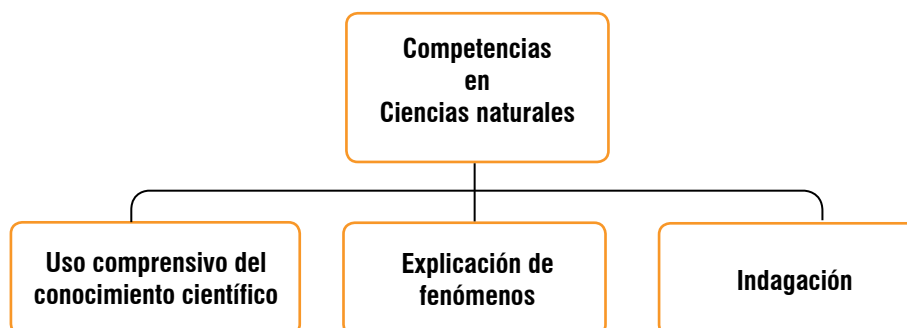 Competencias
en
Ciencias naturales
Uso comprensivo del
conocimiento científico
Explicación de
fenómenos
Indagación